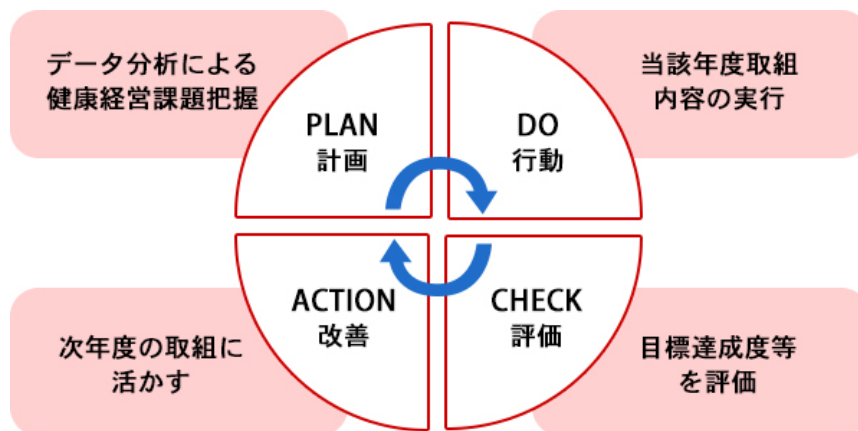 データ分析による
健康経営課題把握
PLAN
計画
DO
行動
当該年度取組
内容の実行
次年度の取組に
活かす
ACTION
改善
CHECK
評価
目標達成度等
を評価